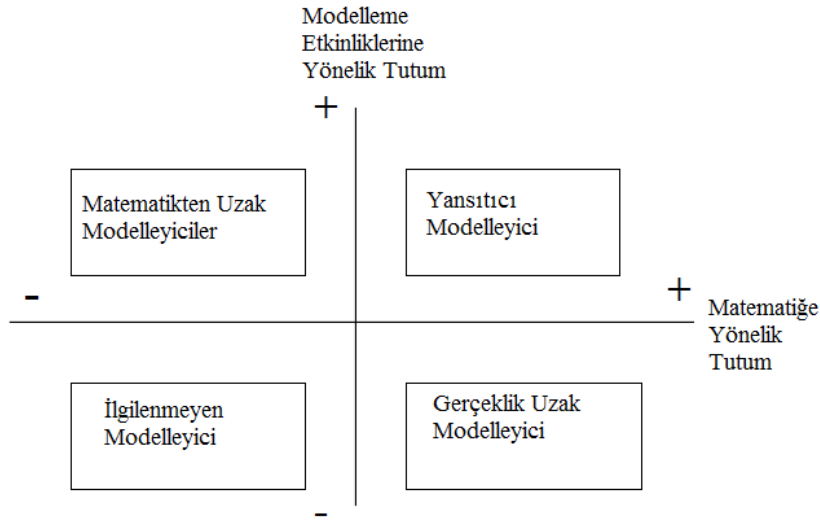 Modelleme
Etkinliklerine
Yönelik Tutum
+
Matematikten Uzak
Modelleyiciler
Yansıtıcı
Modelleyici
-
+
Matematiğe
Yönelik
Tutum
İlgilenmeyen
Modelleyici
Gerçeklik Uzak
Modelleyici
-